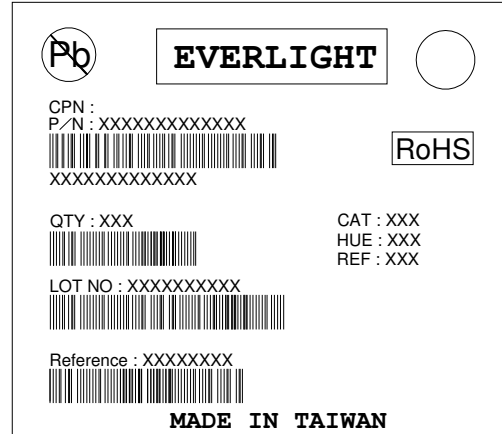 Pb
EVERLIGHT
CPN :
P/N : XXXXXXXXXXXXX
RoHS
XXXXXXXXXXXXX
QTY : XXX
CAT : XXX
HUE : XXX
REF : XXX
LOT NO : XXXXXXXXXX
Reference : XXXXXXXX
MADE IN TAIWAN